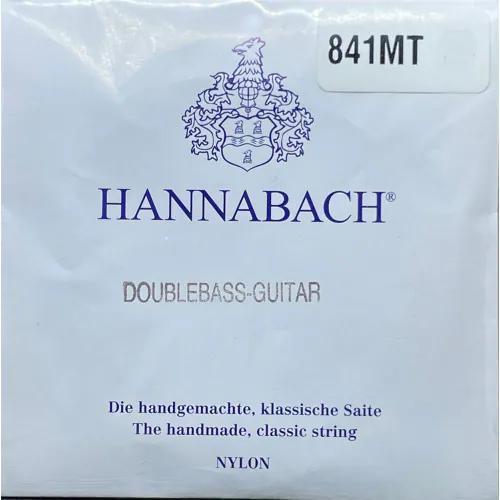 841MT
HANNABACH®
DOUBLEBASS-GUITAR
Die handgemachte, klassische Saite
The handmade, classic string
NYLON